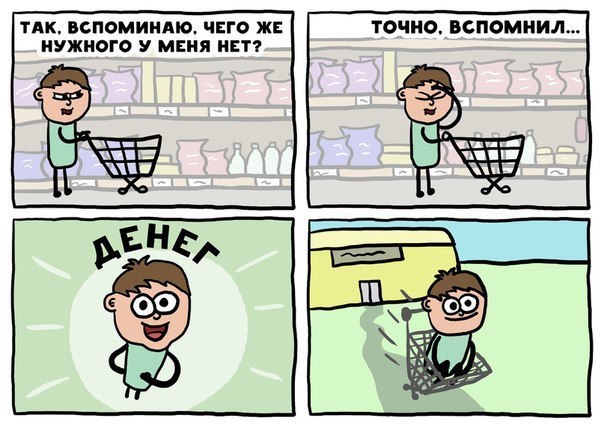 ТАК, ВСПОМИНАЮ, ЧЕГО ЖЕ
НУЖНОГО У МЕНЯ НЕТ?
ТОЧНО, ВСПОМНИЛ...
ДЕНЕГ